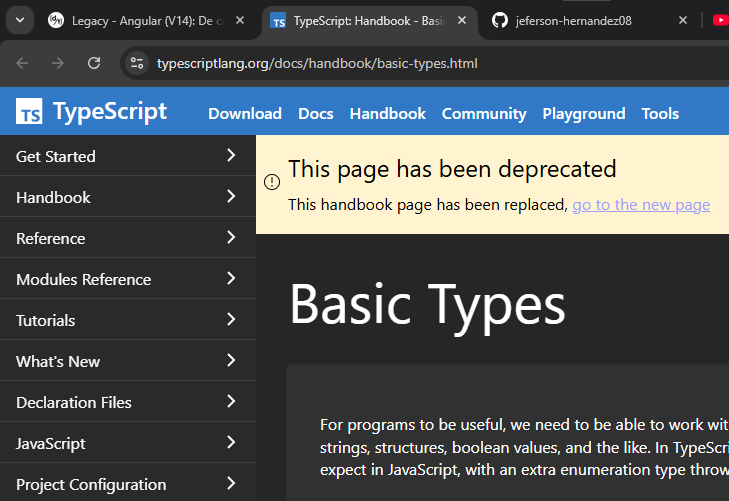 Legacy - Angular (V14): De c
TypeScript: Handbook - Basic
jeferson-hernandez08
typescriptlang.org/docs/handbook/basic-types.html
TS TypeScript
Download Docs Handbook Community Playground Tools
Get Started
Handbook
Reference
Modules Reference
Tutorials
What's New
Declaration Files
JavaScript
Project Configuration
This page has been deprecated
This handbook page has been replaced, go to the new page
Basic Types
For programs to be useful, we need to be able to work wit
strings, structures, boolean values, and the like. In TypeScri
expect in JavaScript, with an extra enumeration type throw